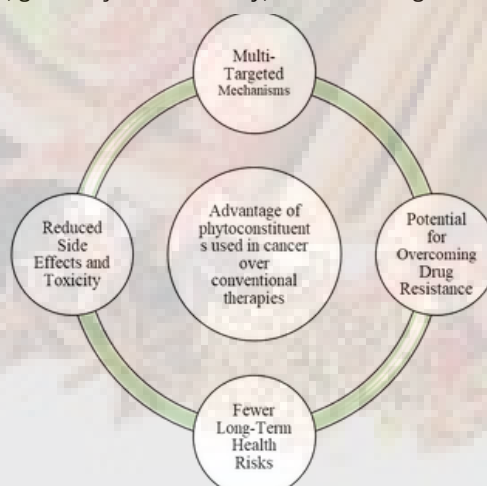 Multi-
Targeted
Mechanisms
Reduced
Side
Effects and
Toxicity
Advantage of
phytoconstituent
s used in cancer
over
conventional
therapies
Potential
for
Overcoming
Drug
Resistance
Fewer
Long-Term
Health
Risks